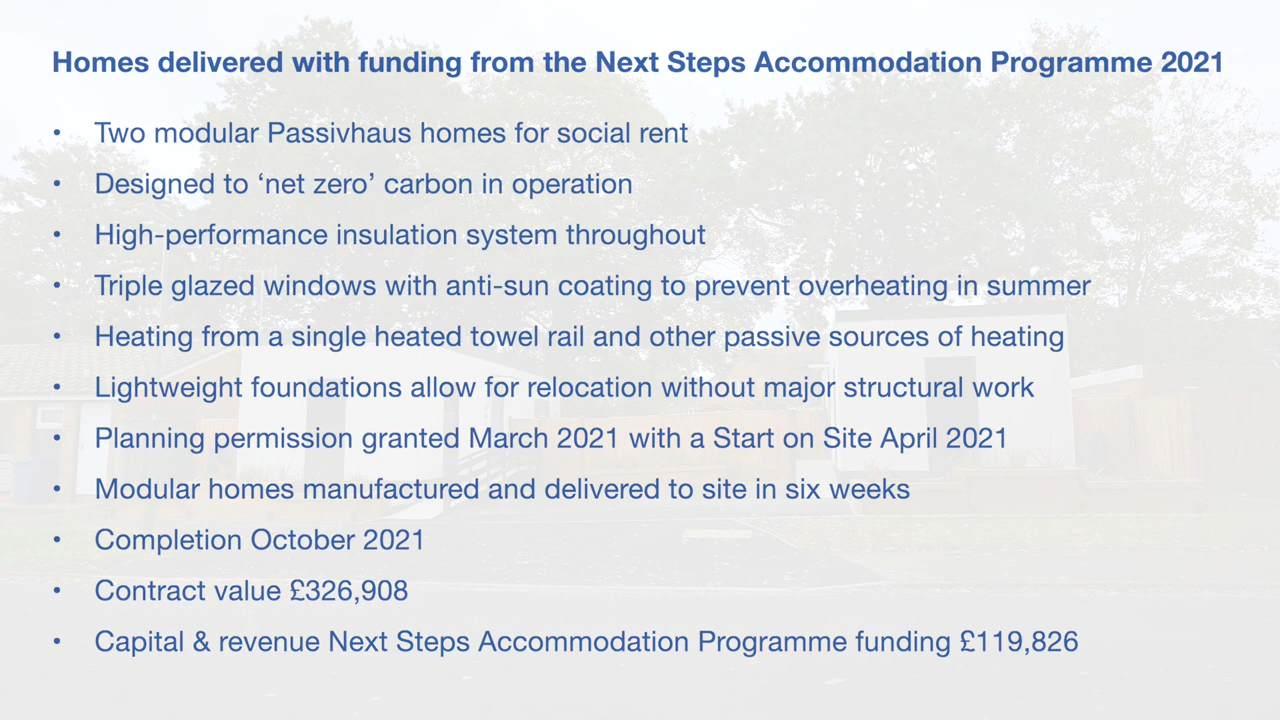 Homes delivered with funding from the Next Steps Accommodation Programme 2021
• Two modular Passivhaus homes for social rent
• Designed to ‘net zero’ carbon in operation
• High-performance insulation system throughout
• Triple glazed windows with anti-sun coating to prevent overheating in summer
• Heating from a single heated towel rail and other passive sources of heating
• Lightweight foundations allow for relocation without major structural work
• Planning permission granted March 2021 with a Start on Site April 2021
• Modular homes manufactured and delivered to site in six weeks
• Completion October 2021
• Contract value £326,908
• Capital & revenue Next Steps Accommodation Programme funding £119,826